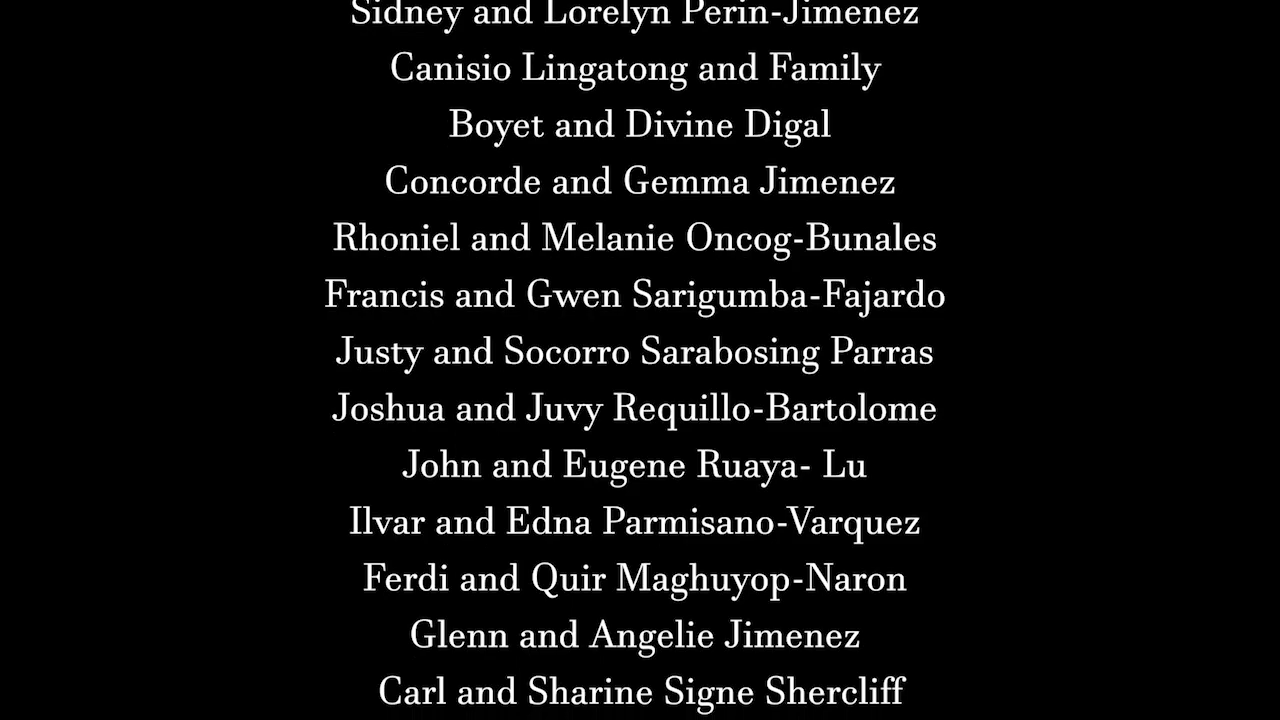 Sidney and Lorelyn Perin-Jimenez
Canisio Lingatong and Family
Boyet and Divine Digal
Concorde and Gemma Jimenez
Rhoniel and Melanie Oncog-Bunales
Francis and Gwen Sarigumba-Fajardo
Justy and Socorro Sarabosing Parras
Joshua and Juvy Requillo-Bartolome
John and Eugene Ruaya- Lu
Ilvar and Edna Parmisano-Varquez
Ferdi and Quir Maghuyop-Naron
Glenn and Angelie Jimenez
Carl and Sharine Signe Shercliff